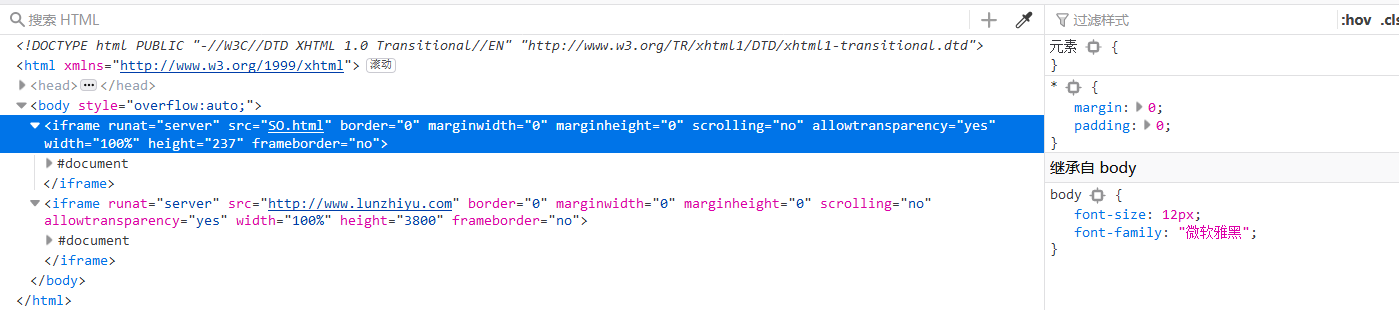 搜索 HTML
<!DOCTYPE html PUBLIC "-//W3C//DTD XHTML 1.0 Transitional//EN" "http://www.w3.org/TR/xhtml1/DTD/xhtml1-transitional.dtd">
<html xmlns="http://www.w3.org/1999/xhtml"> 滚动
<head> ••• </head>
<body style="overflow:auto;">
<iframe runat="server" src="SO.html" border="0" marginwidth="0" marginheight="0" scrolling="no" allowtransparency="yes"
width="100%" height="237" frameborder="no">
#document
</iframe>
<iframe runat="server" src="http://www.lunzhiyu.com" border="0" marginwidth="0" marginheight="0" scrolling="no"
allowtransparency="yes" width="100%" height="3800" frameborder="no">
#document
</iframe>
</body>
</html>
过滤样式
:hov .cls
元素 {
}
* {
margin: 0;
padding: 0;
}
继承自 body
body {
font-size: 12px;
font-family: "微软雅黑";
}